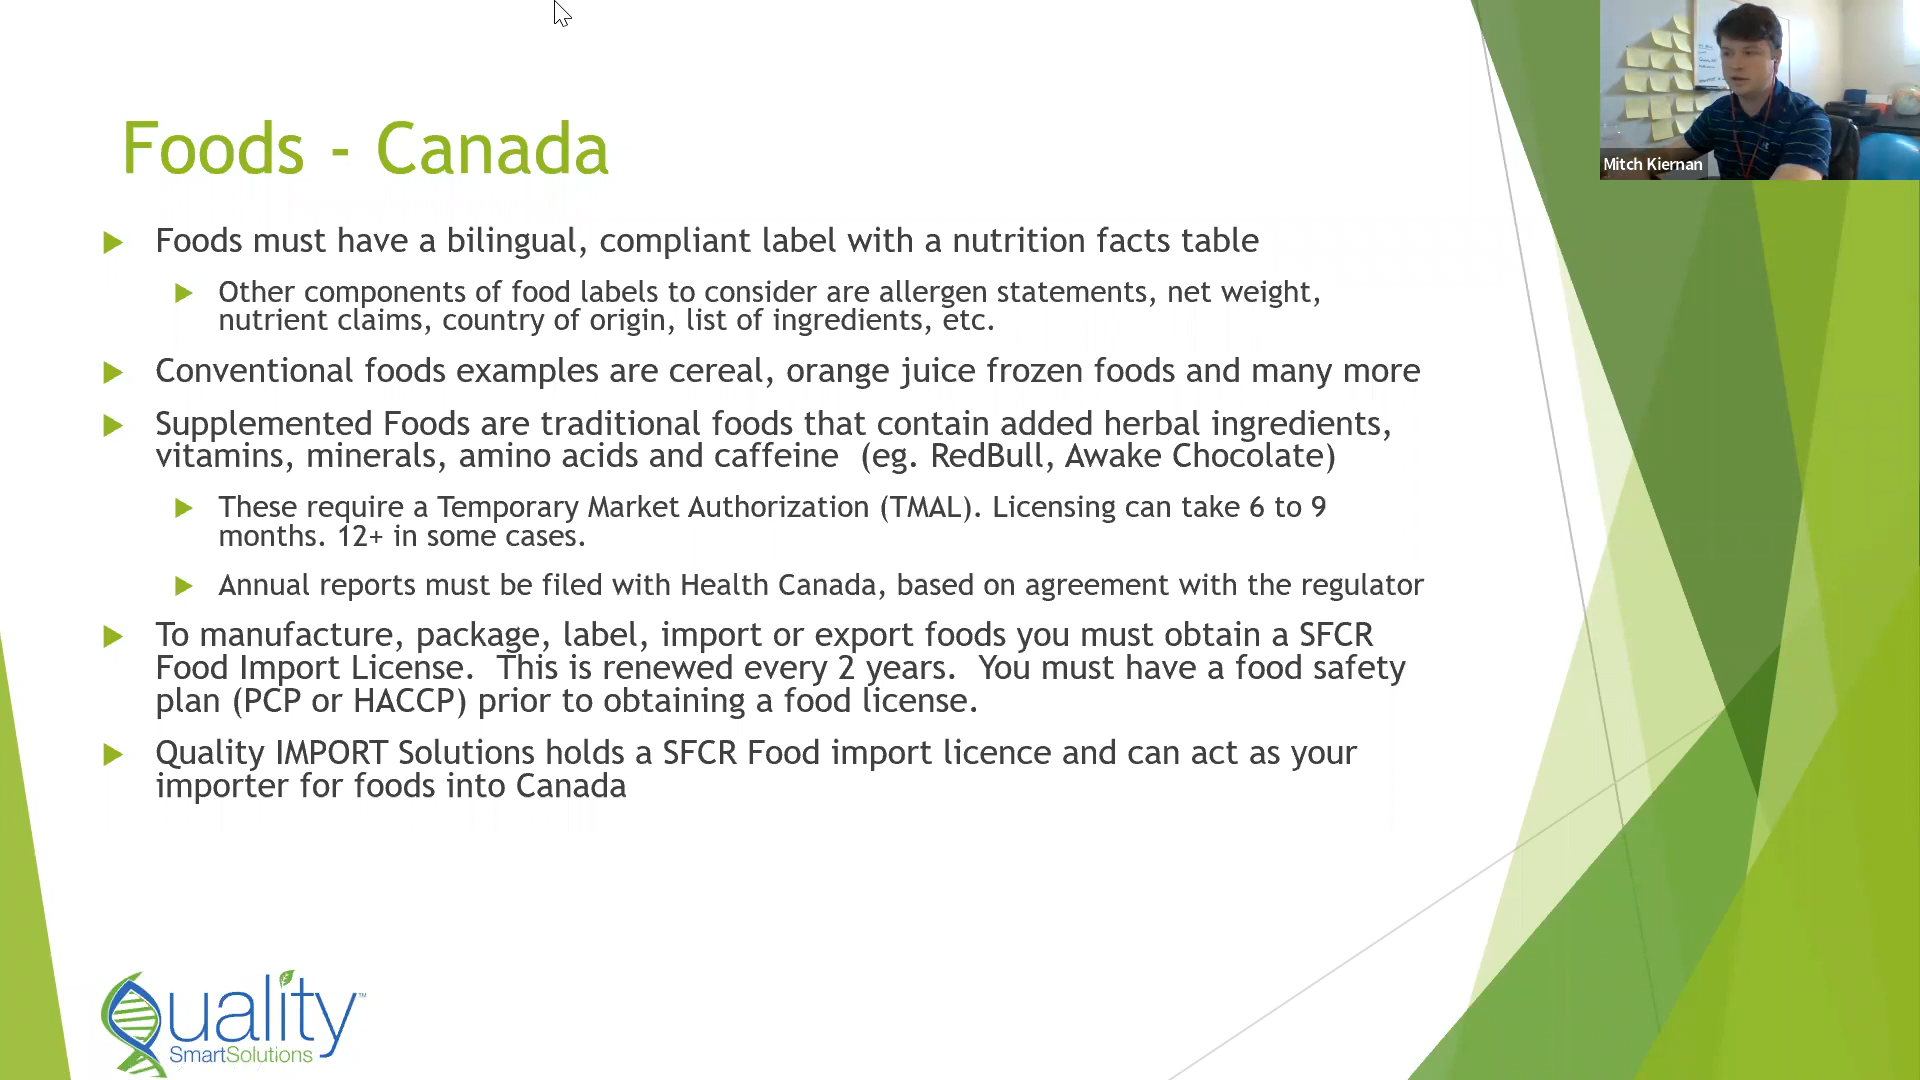 Foods - Canada
Foods must have a bilingual, compliant label with a nutrition facts table
Other components of food labels to consider are allergen statements, net weight,
nutrient claims, country of origin, list of ingredients, etc.
Conventional foods examples are cereal, orange juice frozen foods and many more
Supplemented Foods are traditional foods that contain added herbal ingredients,
vitamins, minerals, amino acids and caffeine  (eg. RedBull, Awake Chocolate)
These require a Temporary Market Authorization (TMAL). Licensing can take 6 to 9
months. 12+ in some cases.
Annual reports must be filed with Health Canada, based on agreement with the regulator
To manufacture, package, label, import or export foods you must obtain a SFCR
Food Import License.  This is renewed every 2 years.  You must have a food safety
plan (PCP or HACCP) prior to obtaining a food license.
Quality IMPORT Solutions holds a SFCR Food import licence and can act as your
importer for foods into Canada
Quality™
SmartSolutions
Mitch Kiernan